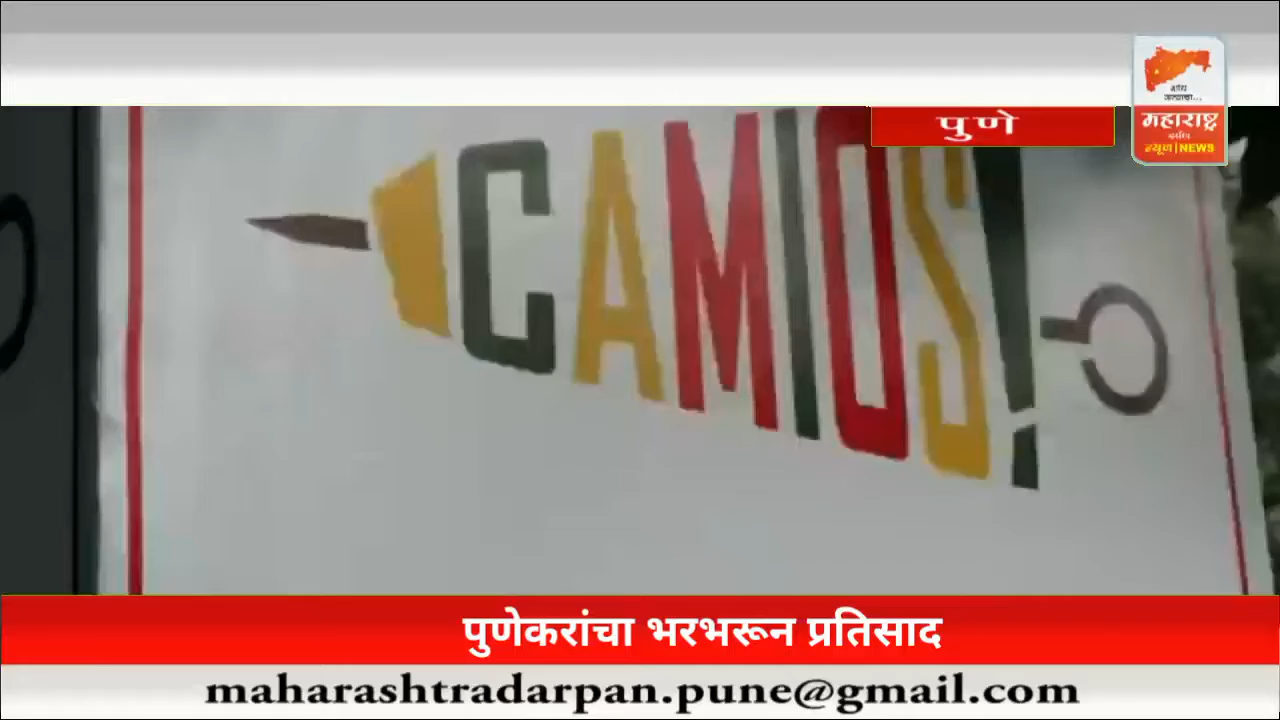 पुणे
महाराष्ट्र
न्यूज | NEWS
CAMIOS!
पुणेकरांचा भरभरून प्रतिसाद
maharashtradarpan.pune@gmail.com